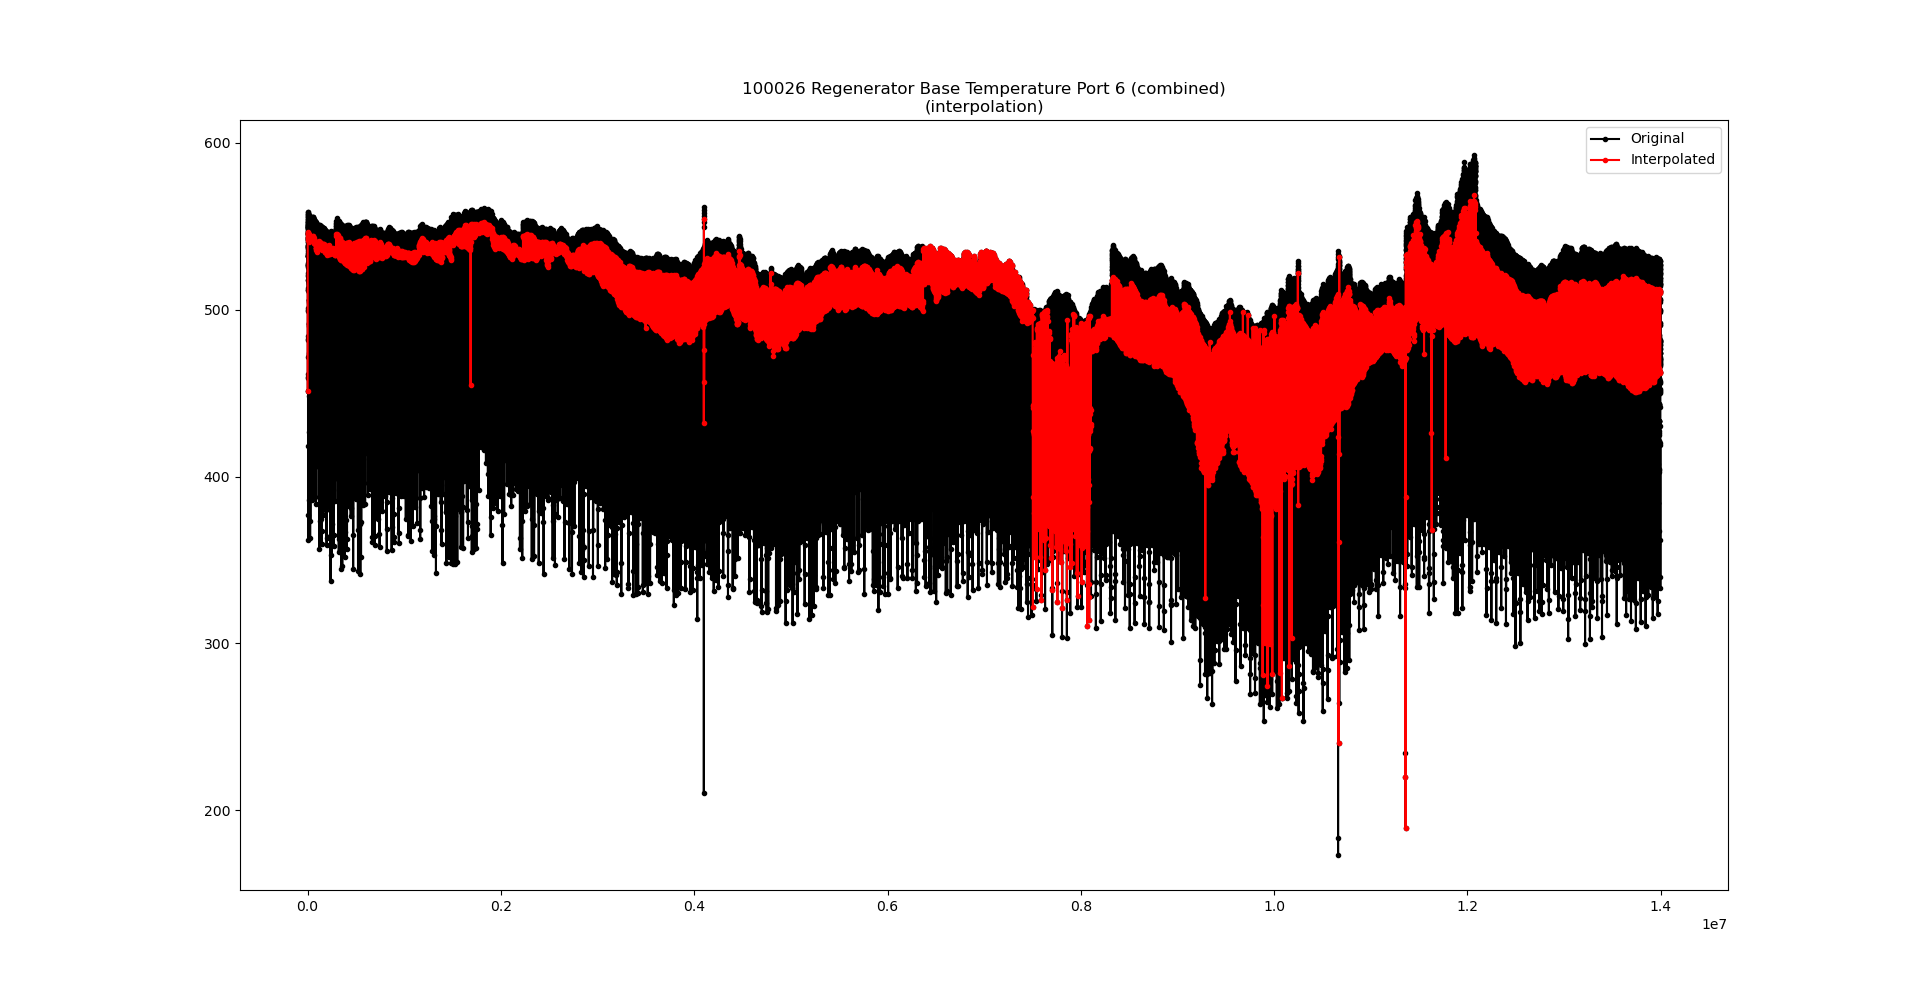 100026 Regenerator Base Temperature Port 6 (combined)
(interpolation)
Original
Interpolated
600
500
400
300
200
0.0 0.2 0.4 0.6 0.8 1.0 1.2 1.4
1e7